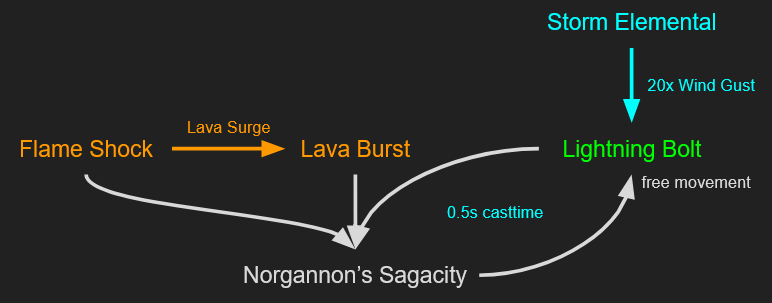 Storm Elemental
20x Wind Gust
Lava Surge
Flame Shock
Lava Burst
Lightning Bolt
free movement
0.5s casttime
Norgannon’s Sagacity